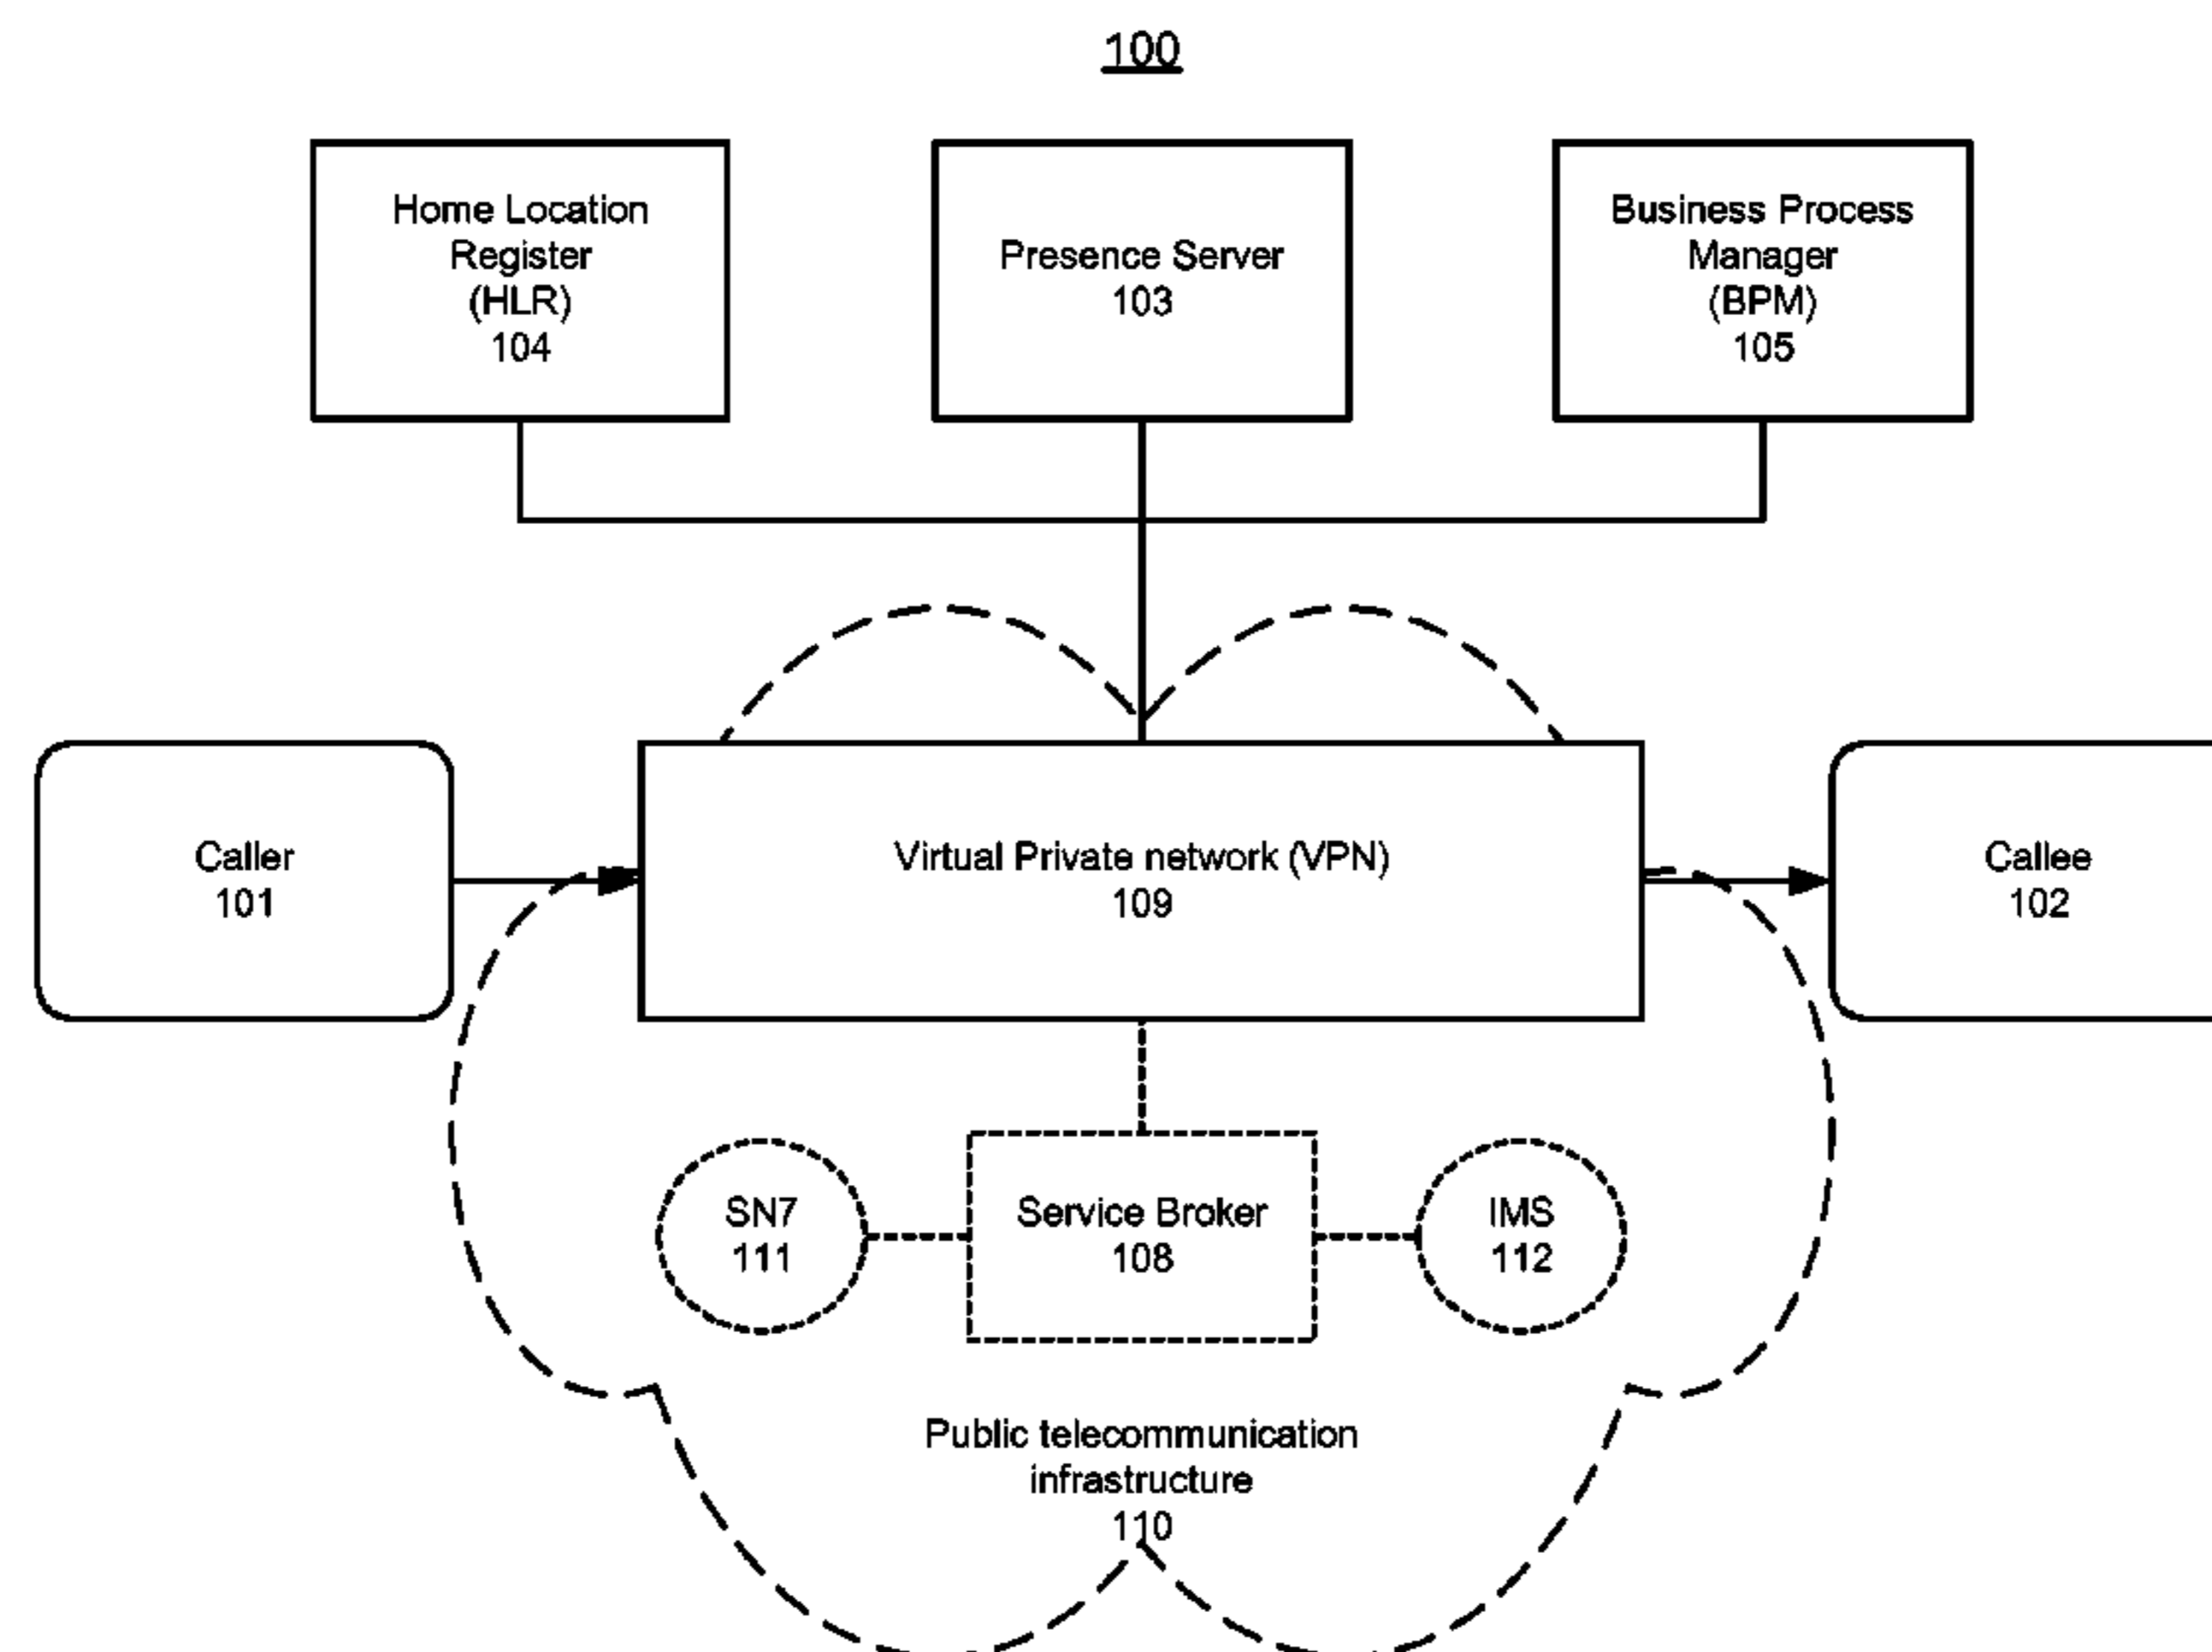 100
Home Location
Register
(HLR)
104
Presence Server
103
Business Process
Manager
(BPM)
105
Caller
101
Virtual Private network (VPN)
109
Callee
102
SN7
111
Service Broker
108
IMS
112
Public telecommunication
infrastructure
110